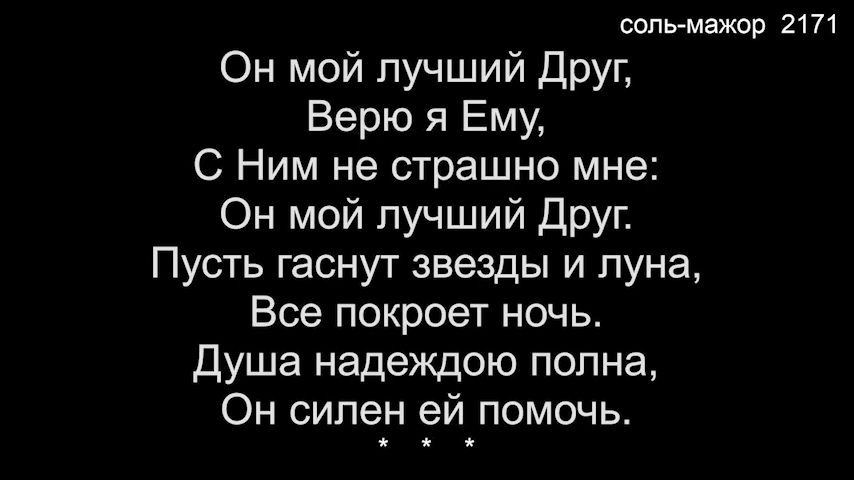 соль-мажор 2171
Он мой лучший Друг,
Верю я Ему,
С Ним не страшно мне:
Он мой лучший Друг.
Пусть гаснут звезды и луна,
Все покроет ночь.
Душа надеждою полна,
Он силен ей помочь.
* * *